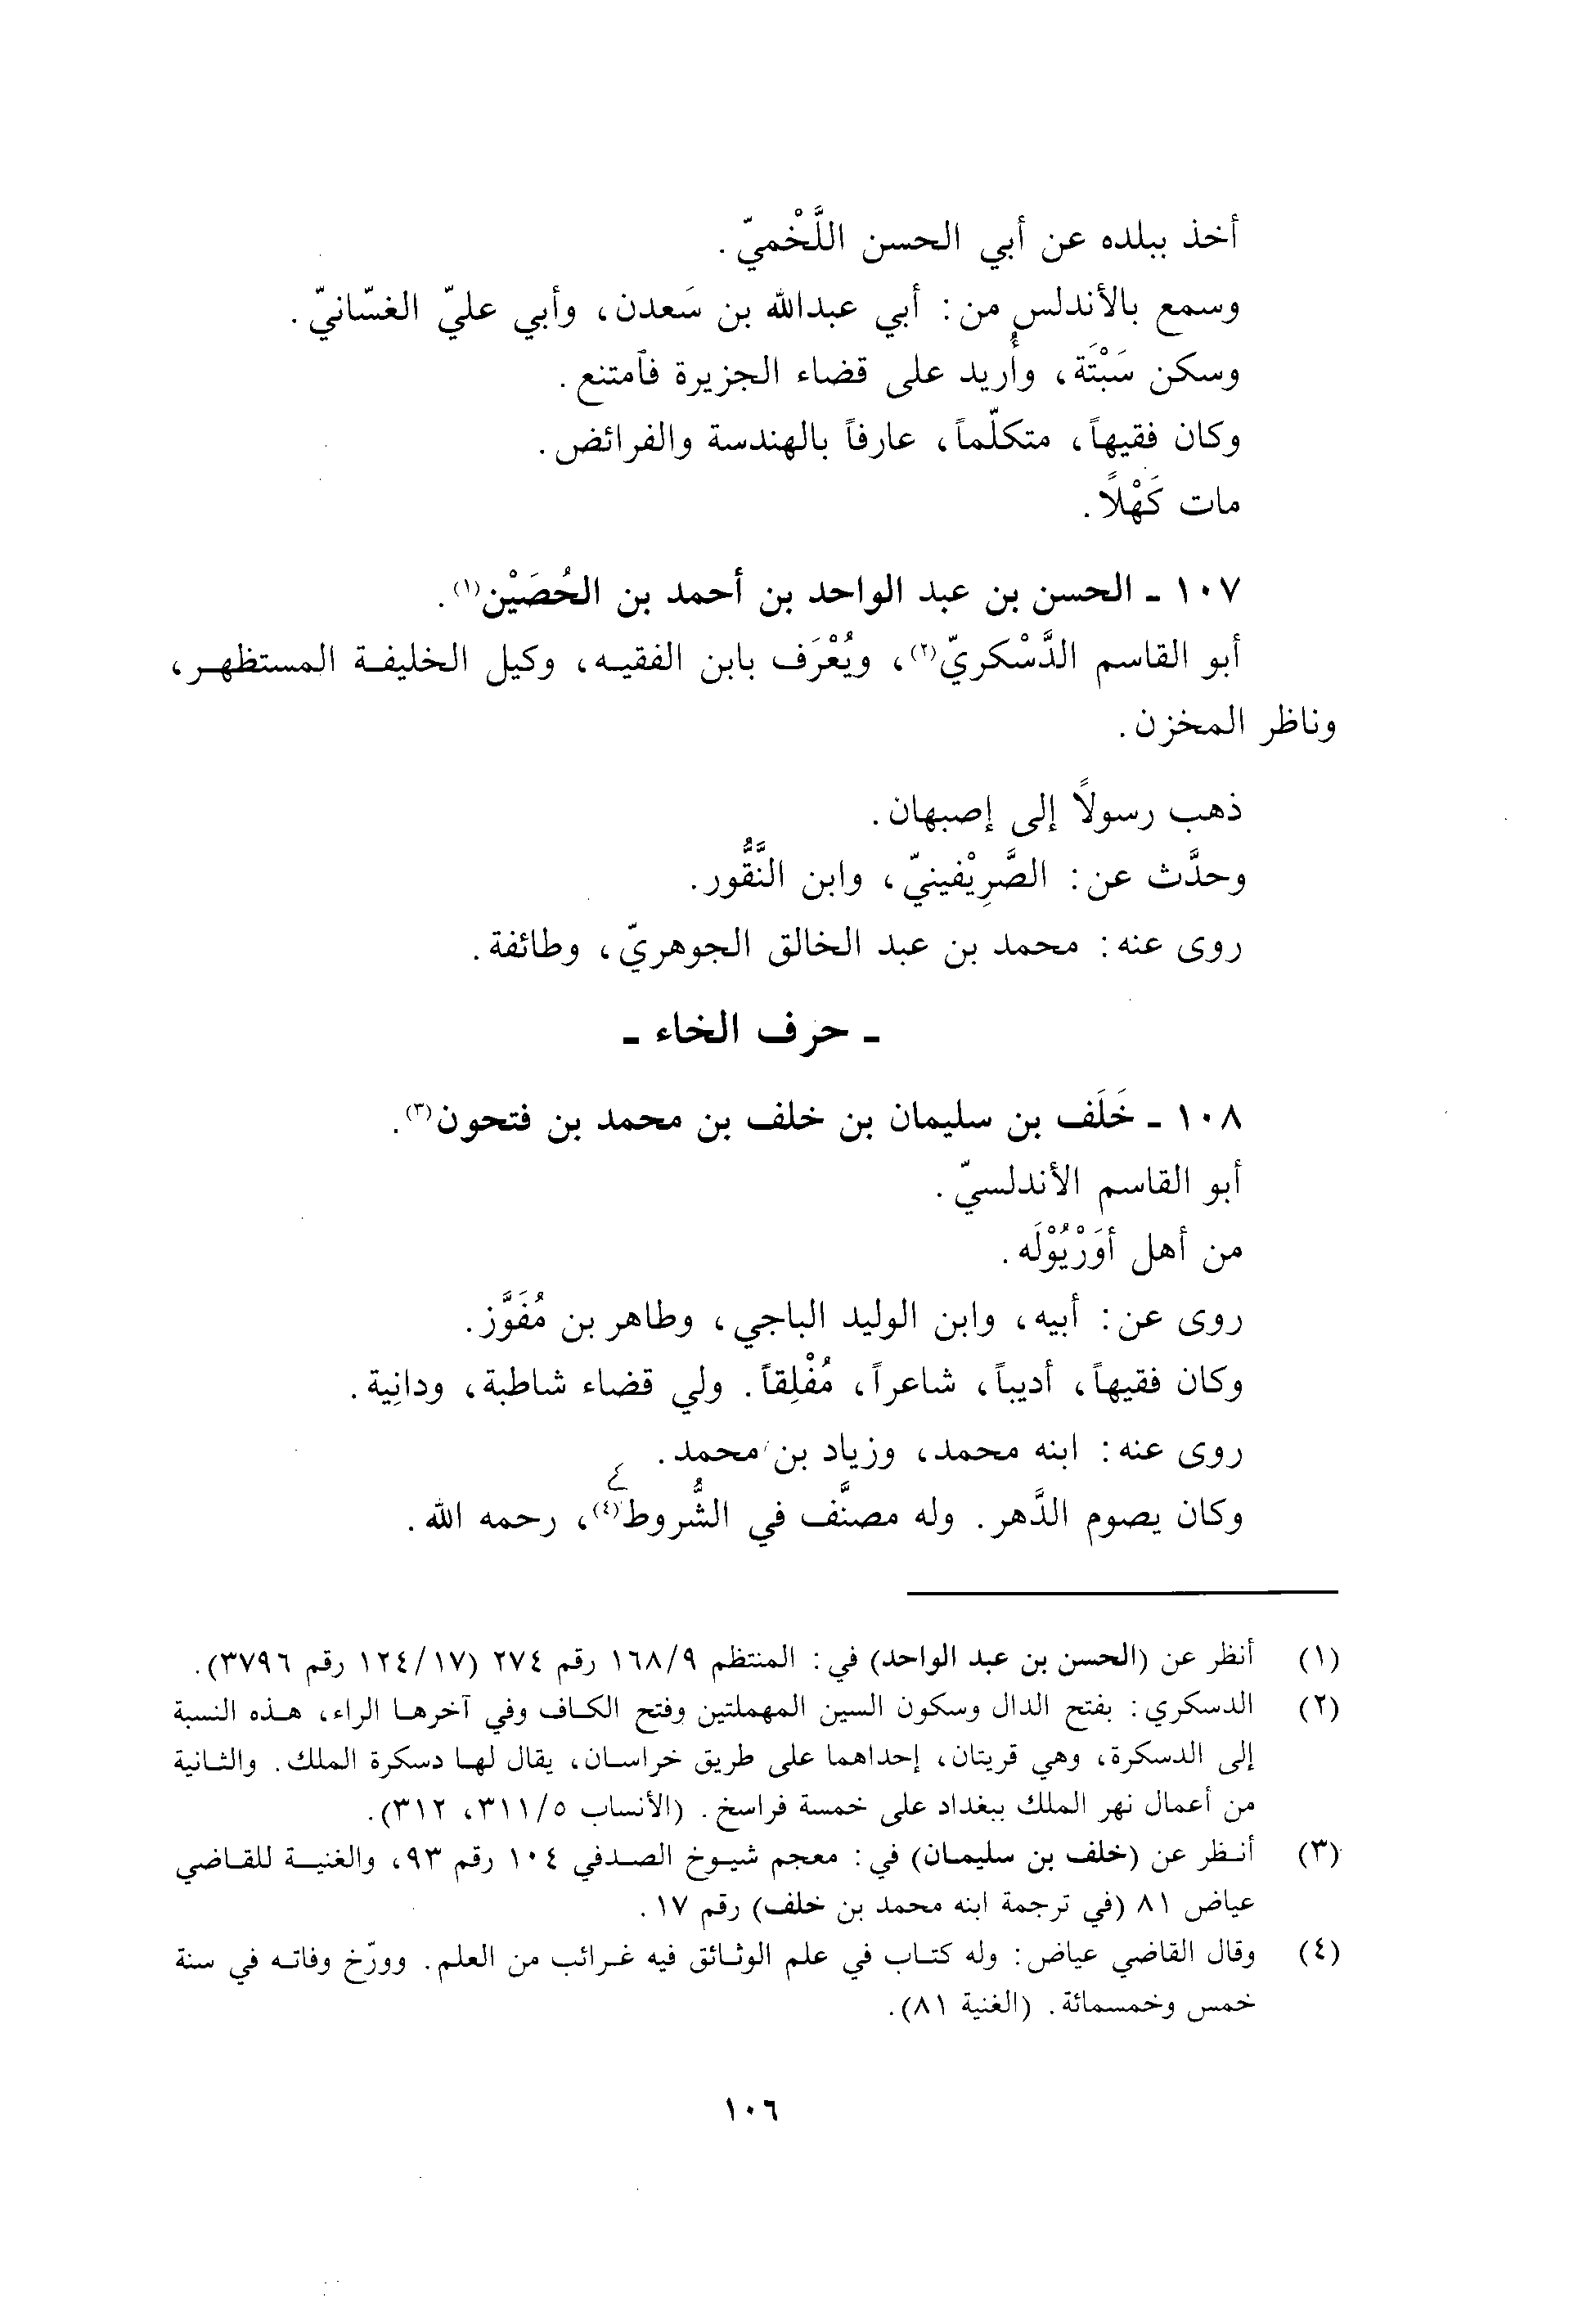 أخذ ببلده عن أبي الحسن اللَّخْميّ.
وسمع بالأندلس من: أبي عبدالله بن سَعدن، وأبي عليّ الغسّانيّ.
وسكن سَبْتَة، وأُريد على قضاء الجزيرة فآمتنع.
وكان فقيهاً، متكلّماً، عارفاً بالهندسة والفرائض.
مات كَهْلاً.
١٠٧ - الحسن بن عبد الواحد بن أحمد بن الحُصَيْن(١).
أبو القاسم الدَّسْكريّ(٢)، ويُعْرَف بابن الفقيه، وكيل الخليفة المستظهر،
وناظر المخزن.
ذهب رسولاً إلى إصبهان.
وحدَّث عن: الصَّرِيْفينيّ، وابن النَّقُّور.
روى عنه: محمد بن عبد الخالق الجوهريّ، وطائفة.
- حرف الخاء -
١٠٨ - خَلَف بن سليمان بن خلف بن محمد بن فتحون(٣).
أبو القاسم الأندلسيّ.
من أهل أوَرْيُوْلَه.
روى عن: أبيه، وابن الوليد الباجي، وطاهر بن مُفَوَّز.
وكان فقيهاً، أديباً، شاعراً، مُفْلِقاً. ولي قضاء شاطبة، ودانِية.
روى عنه: ابنه محمد، وزياد بن محمد.
وكان يصوم الدَّهر. وله مصنَّف في الشُّروط(٤)، رحمه الله.
(١) أنظر عن (الحسن بن عبد الواحد) في: المنتظم ١٦٨/٩ رقم ٢٧٤ (١٢٤/١٧ رقم ٣٧٩٦).
(٢) الدسكري: بفتح الدال وسكون السين المهملتين وفتح الكاف وفي آخرها الراء، هذه النسبة
إلى الدسكرة، وهي قريتان، إحداهما على طريق خراسان، يقال لها دسكرة الملك. والثانية
من أعمال نهر الملك ببغداد على خمسة فراسخ. (الأنساب ٣١١/٥، ٣١٢).
(٣) أنظر عن (خلف بن سليمان) في: معجم شيوخ الصدفي ١٠٤ رقم ٩٣، والغنية للقاضي
عياض ٨١ (في ترجمة ابنه محمد بن خلف) رقم ١٧.
(٤) وقال القاضي عياض: وله كتاب في علم الوثائق فيه غرائب من العلم. وورّخ وفاته في سنة
خمس وخمسمائة. (الغنية ٨١).
١٠٦